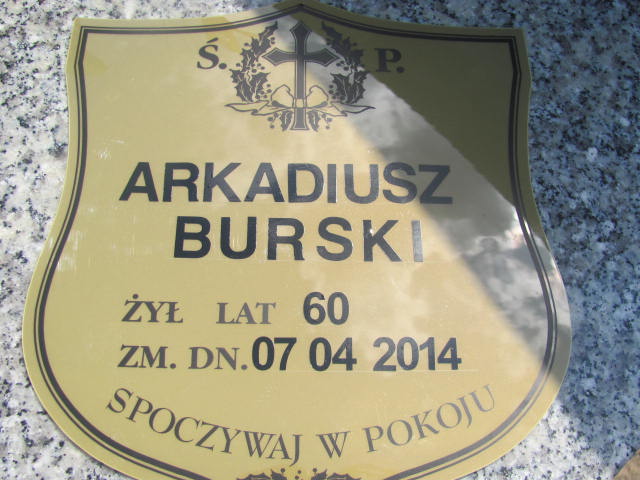 Ś. P.
ARKADIUSZ
BURSKI
ŻYŁ LAT 60
ZM. DN. 07 04 2014
SPOCZYWAJ W POKOJU